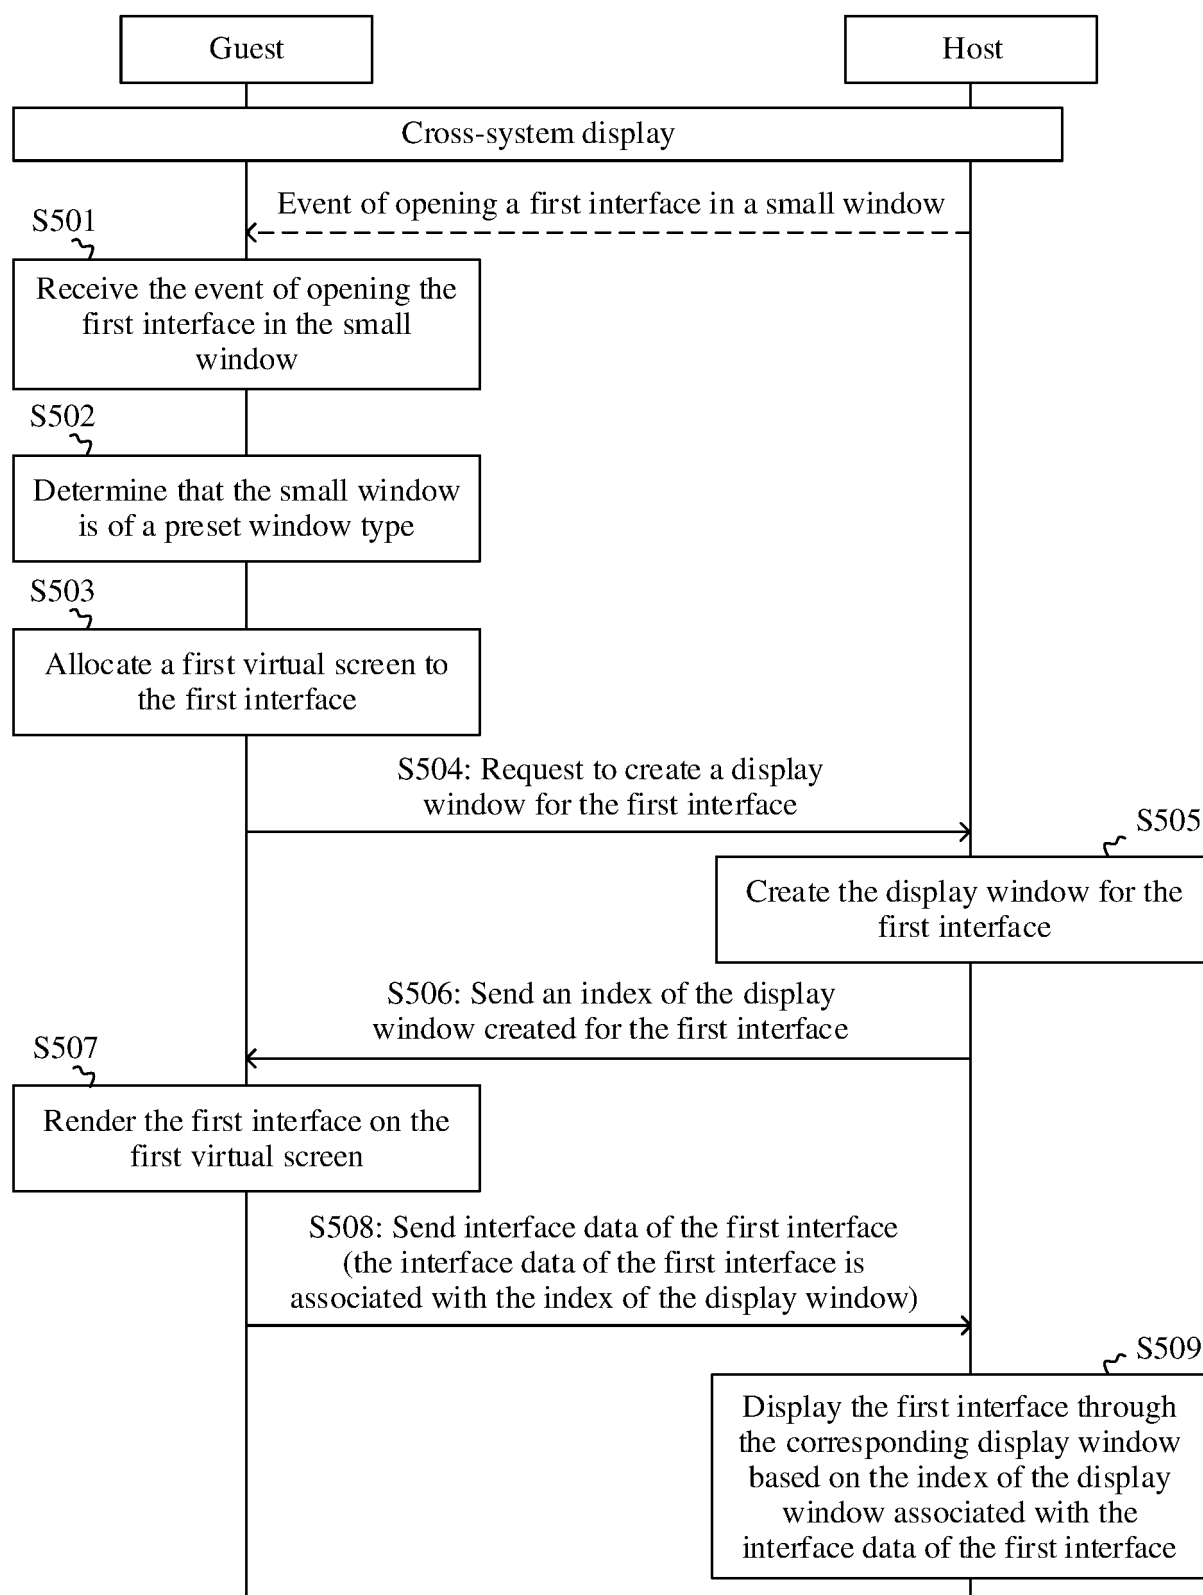 Guest
Host
Cross-system display
Event of opening a first interface in a small window
S501
Receive the event of opening the
first interface in the small
window
S502
Determine that the small window
is of a preset window type
S503
Allocate a first virtual screen to
the first interface
S504: Request to create a display
window for the first interface
S505
Create the display window for the
first interface
S506: Send an index of the display
window created for the first interface
S507
Render the first interface on the
first virtual screen
S508: Send interface data of the first interface
(the interface data of the first interface is
associated with the index of the display window)
S509
Display the first interface through
the corresponding display window
based on the index of the display
window associated with the
interface data of the first interface